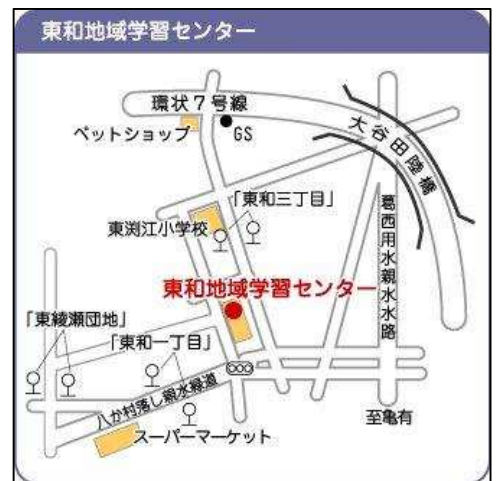 東和地域学習センター
環状7号線
ペットショップ
GS
大谷田陸橋
「東和三丁目」
東渕江小学校
葛西用水親水水路
東和地域学習センター
「東綾瀬団地」
「東和一丁目」
八か村落し親水緑道
至亀有
スーパーマーケット